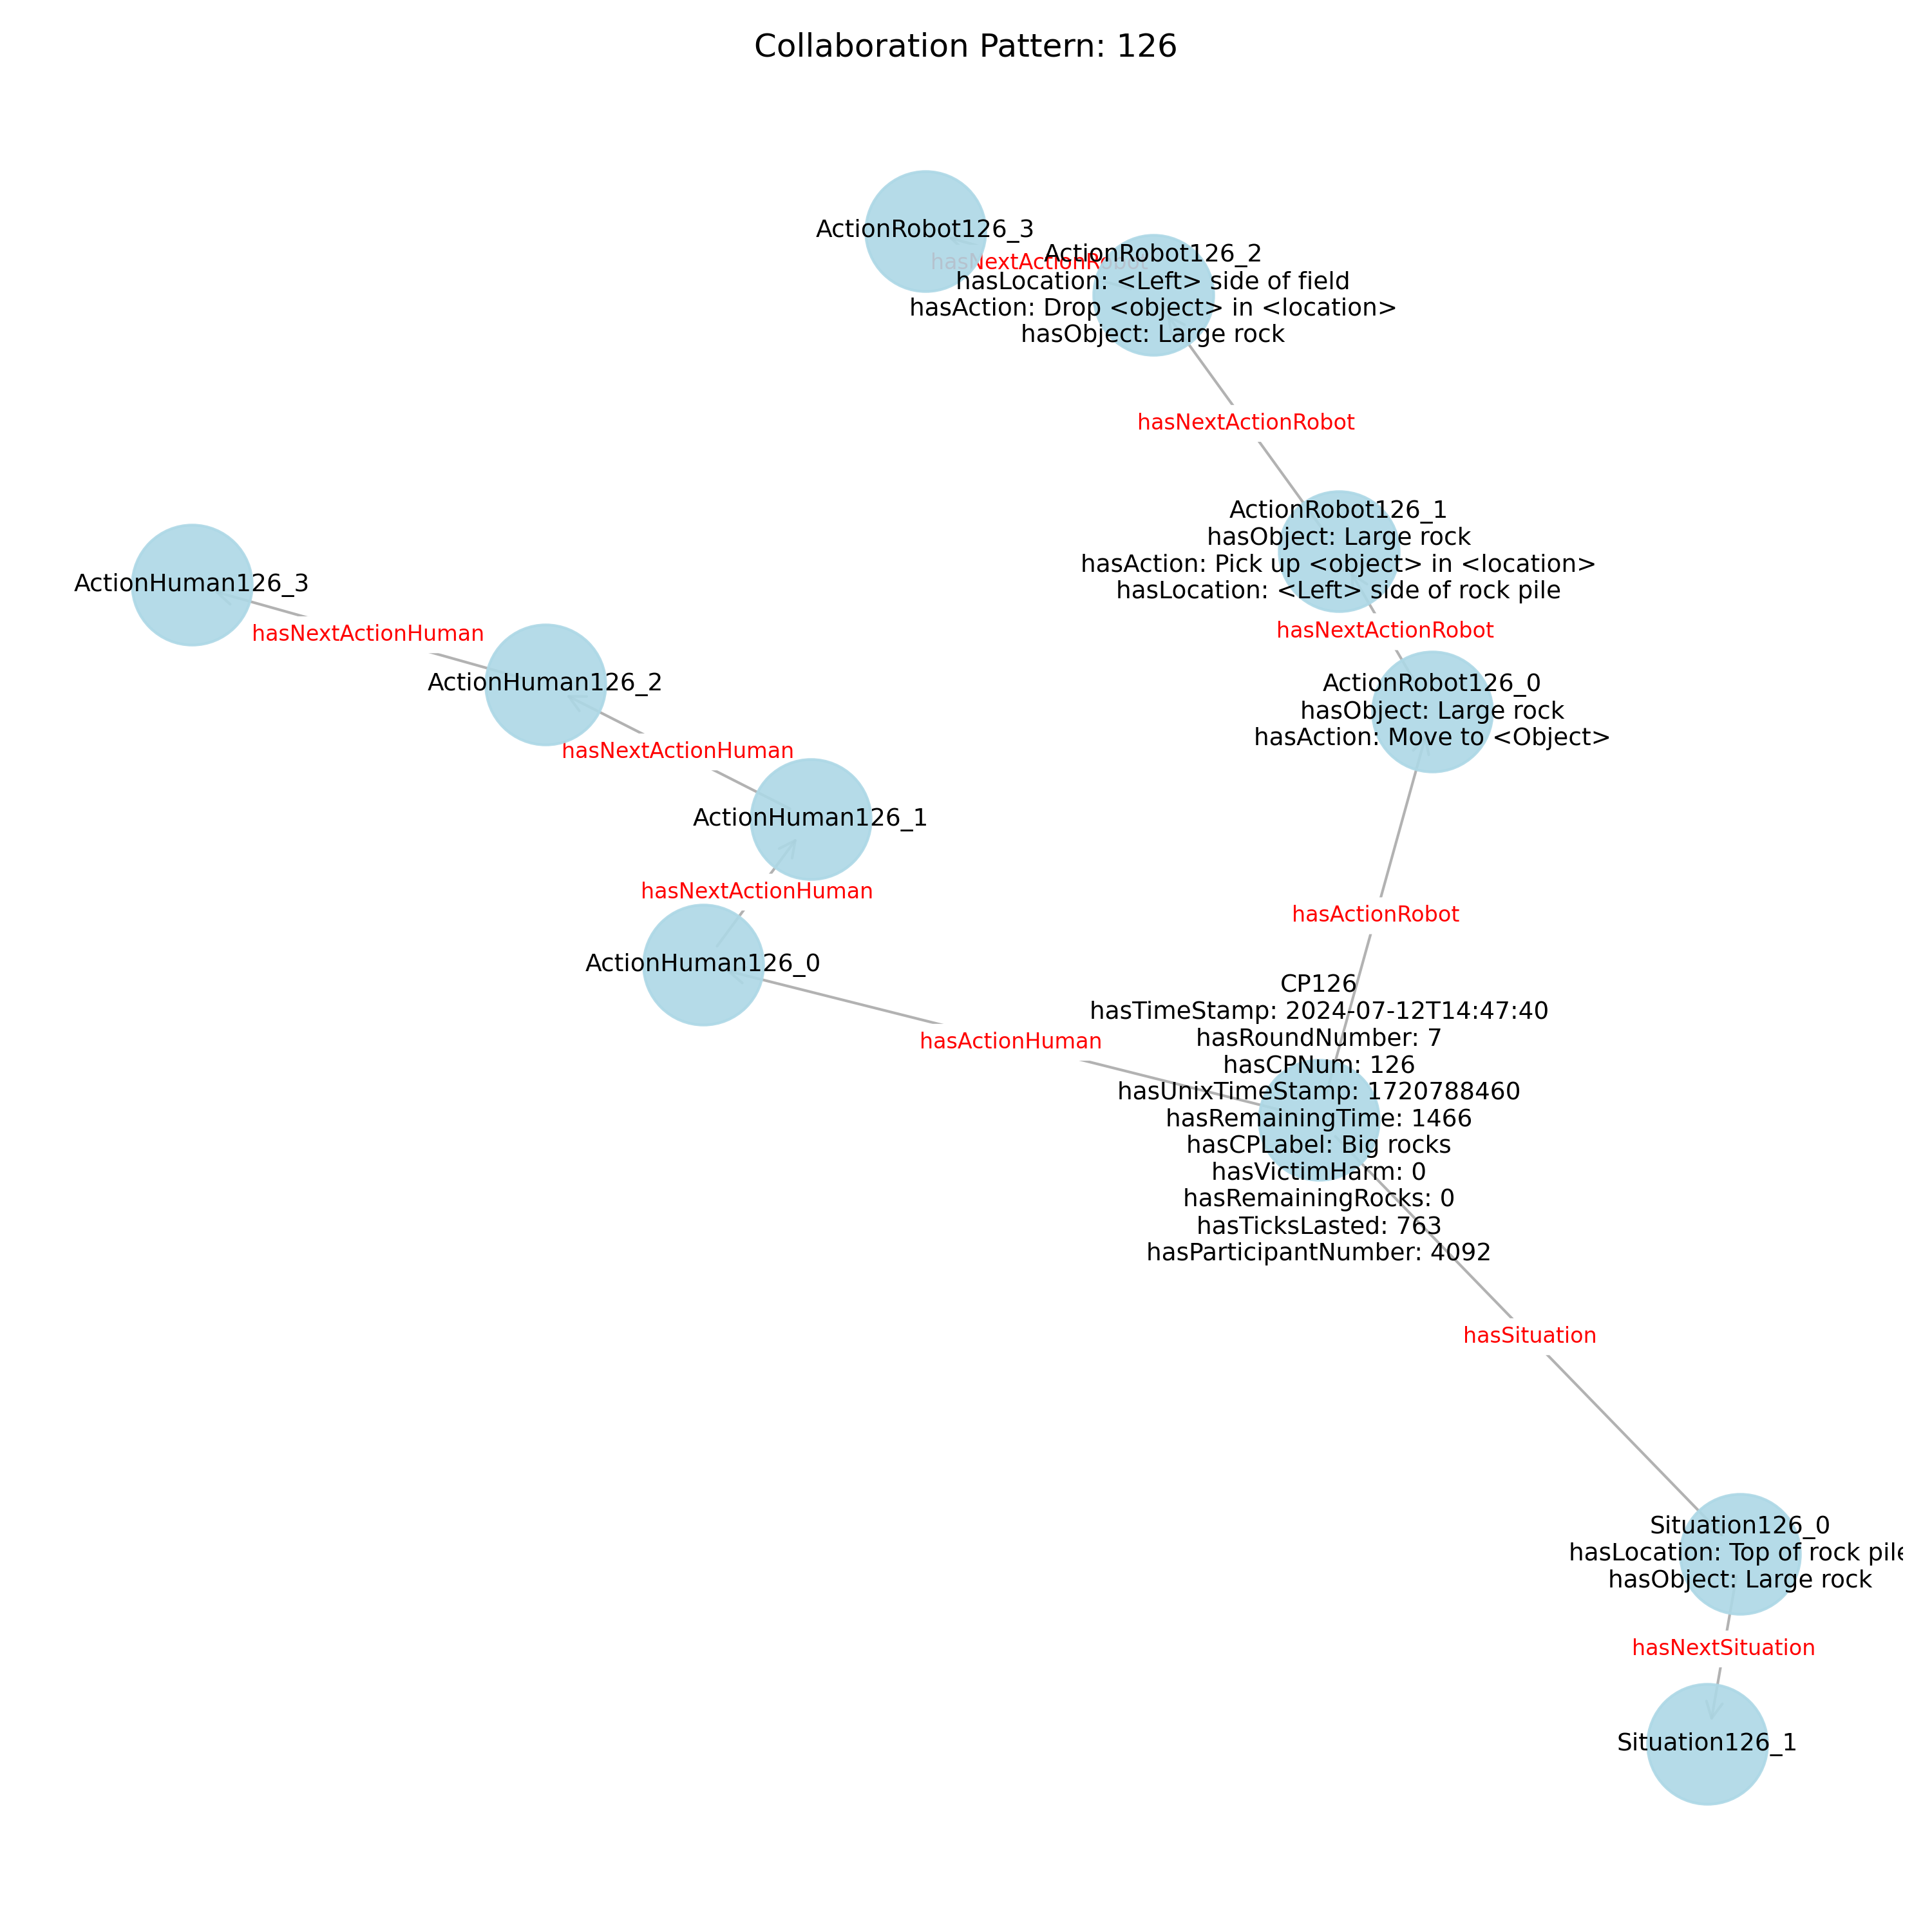 Collaboration Pattern: 126
ActionRobot126_3
hasNextActionRobot
ActionRobot126_2
hasLocation: <Left> side of field
hasAction: Drop <object> in <location>
hasObject: Large rock
hasNextActionRobot
ActionRobot126_1
hasObject: Large rock
hasAction: Pick up <object> in <location>
hasLocation: <Left> side of rock pile
hasNextActionRobot
ActionRobot126_0
hasObject: Large rock
hasAction: Move to <Object>
hasActionRobot
ActionHuman126_3
hasNextActionHuman
ActionHuman126_2
hasNextActionHuman
ActionHuman126_1
hasNextActionHuman
ActionHuman126_0
hasActionHuman
CP126
hasTimeStamp: 2024-07-12T14:47:40
hasRoundNumber: 7
hasCPNum: 126
hasUnixTimeStamp: 1720788460
hasRemainingTime: 1466
hasCPLabel: Big rocks
hasVictimHarm: 0
hasRemainingRocks: 0
hasTicksLasted: 763
hasParticipantNumber: 4092
hasSituation
Situation126_0
hasLocation: Top of rock pile
hasObject: Large rock
hasNextSituation
Situation126_1